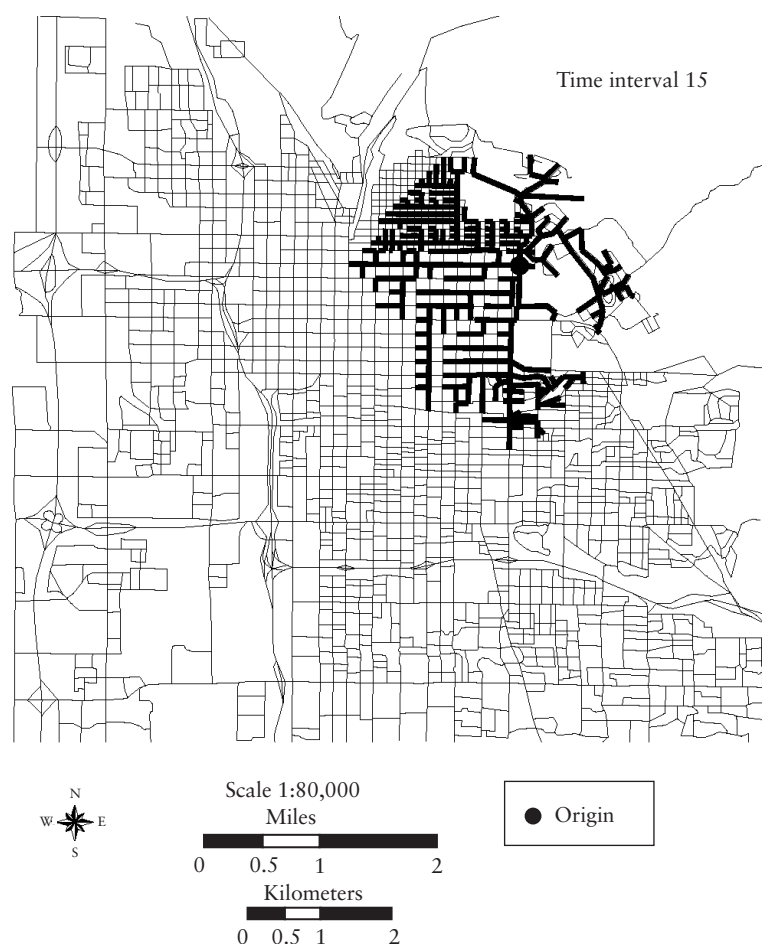 Time interval 15
N
W E
S
Scale 1:80,000
Miles
0 0.5 1 2
Kilometers
0 0.5 1 2
Origin